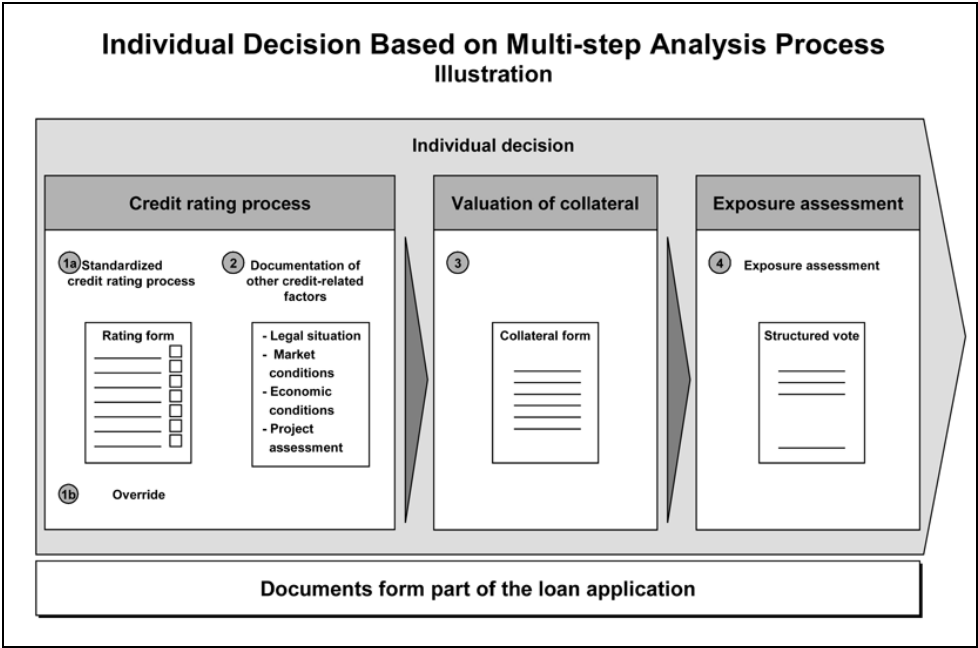 Individual Decision Based on Multi-step Analysis Process
Illustration
Individual decision
Credit rating process
1a Standardized
credit rating process
Rating form
1b Override
2 Documentation of
other credit-related
factors
- Legal situation
- Market
conditions
- Economic
conditions
- Project
assessment
Valuation of collateral
3
Collateral form
Exposure assessment
4 Exposure assessment
Structured vote
Documents form part of the loan application